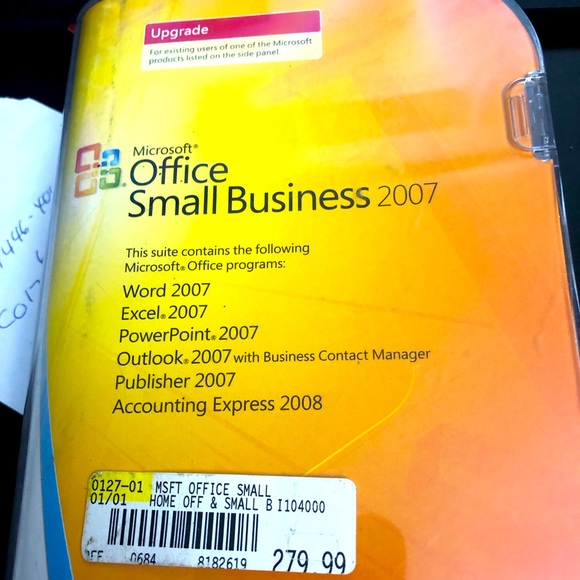 Upgrade
For existing users of one of the Microsoft
products listed on the side panel.
Microsoft®
Office
Small Business 2007
This suite contains the following
Microsoft® Office programs:
Word 2007
Excel® 2007
PowerPoint® 2007
Outlook® 2007 with Business Contact Manager
Publisher 2007
Accounting Express 2008
0127-01 MSFT OFFICE SMALL
01/01 HOME OFF & SMALL B I104000
0684 8182619 279.99